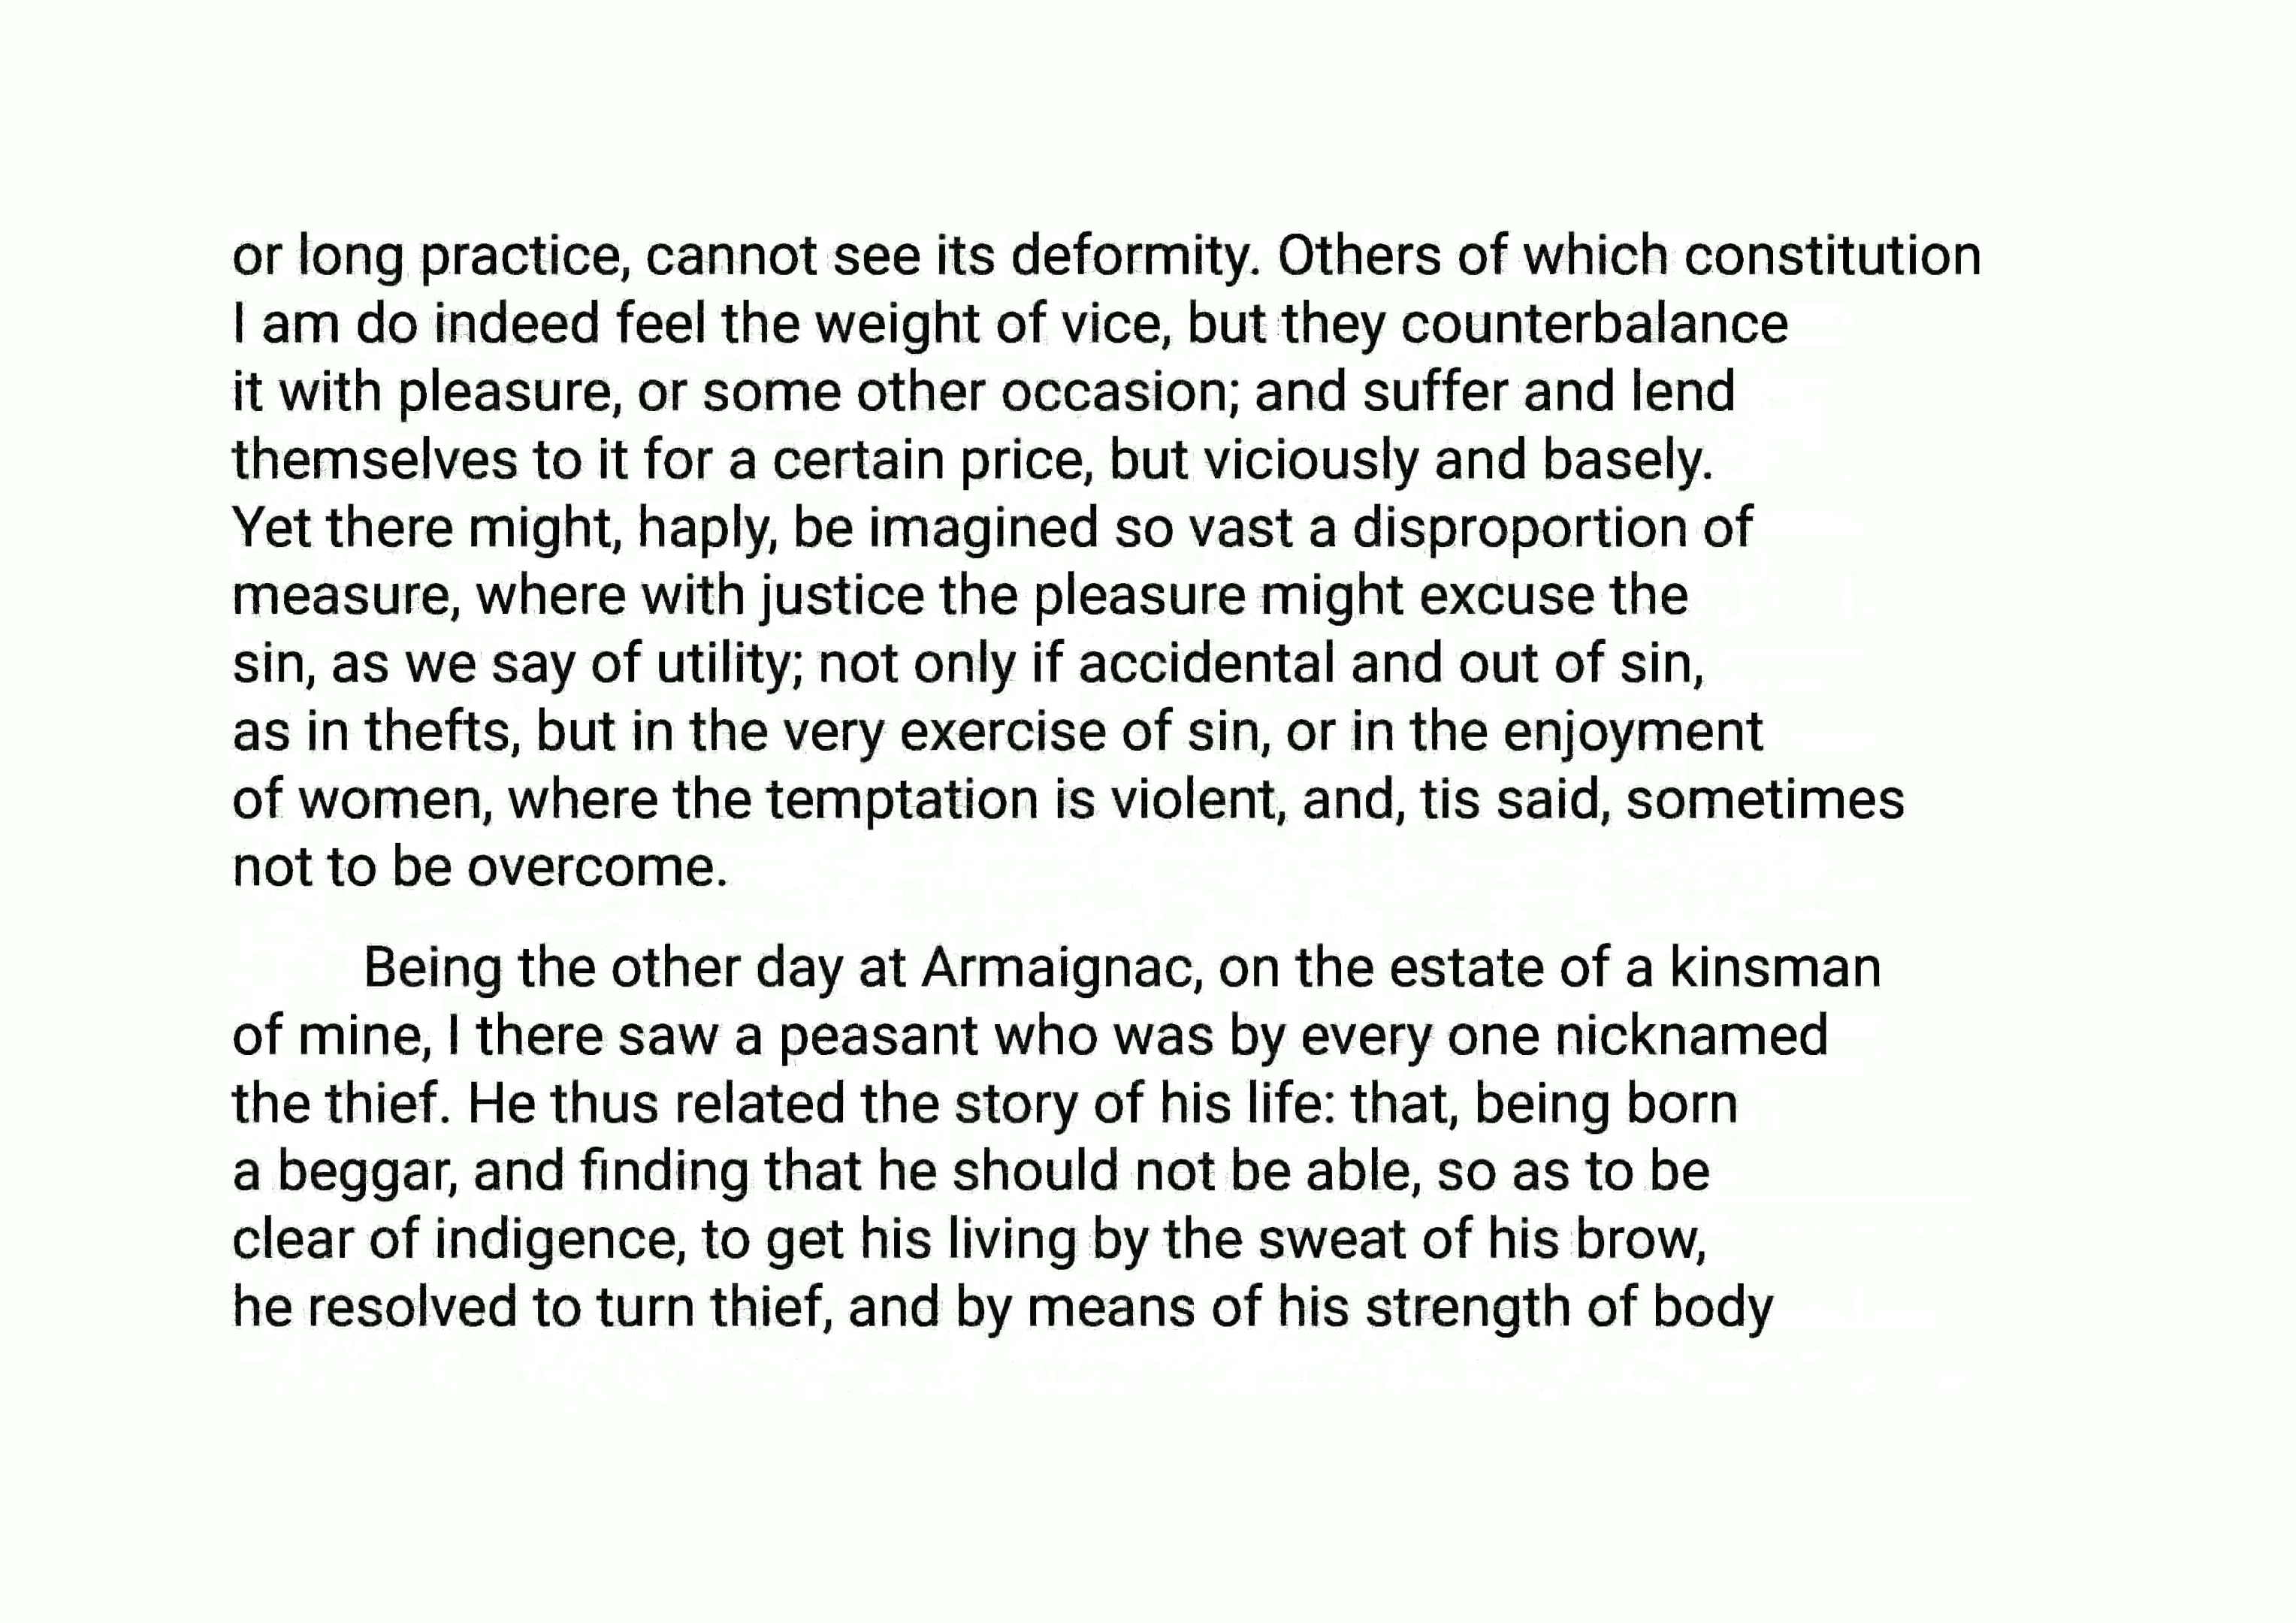 or long practice, cannot see its deformity. Others of which constitution
I am do indeed feel the weight of vice, but they counterbalance
it with pleasure, or some other occasion; and suffer and lend
themselves to it for a certain price, but viciously and basely.
Yet there might, haply, be imagined so vast a disproportion of
measure, where with justice the pleasure might excuse the
sin, as we say of utility; not only if accidental and out of sin,
as in thefts, but in the very exercise of sin, or in the enjoyment
of women, where the temptation is violent, and, tis said, sometimes
not to be overcome.
Being the other day at Armaignac, on the estate of a kinsman
of mine, I there saw a peasant who was by every one nicknamed
the thief. He thus related the story of his life: that, being born
a beggar, and finding that he should not be able, so as to be
clear of indigence, to get his living by the sweat of his brow,
he resolved to turn thief, and by means of his strength of body